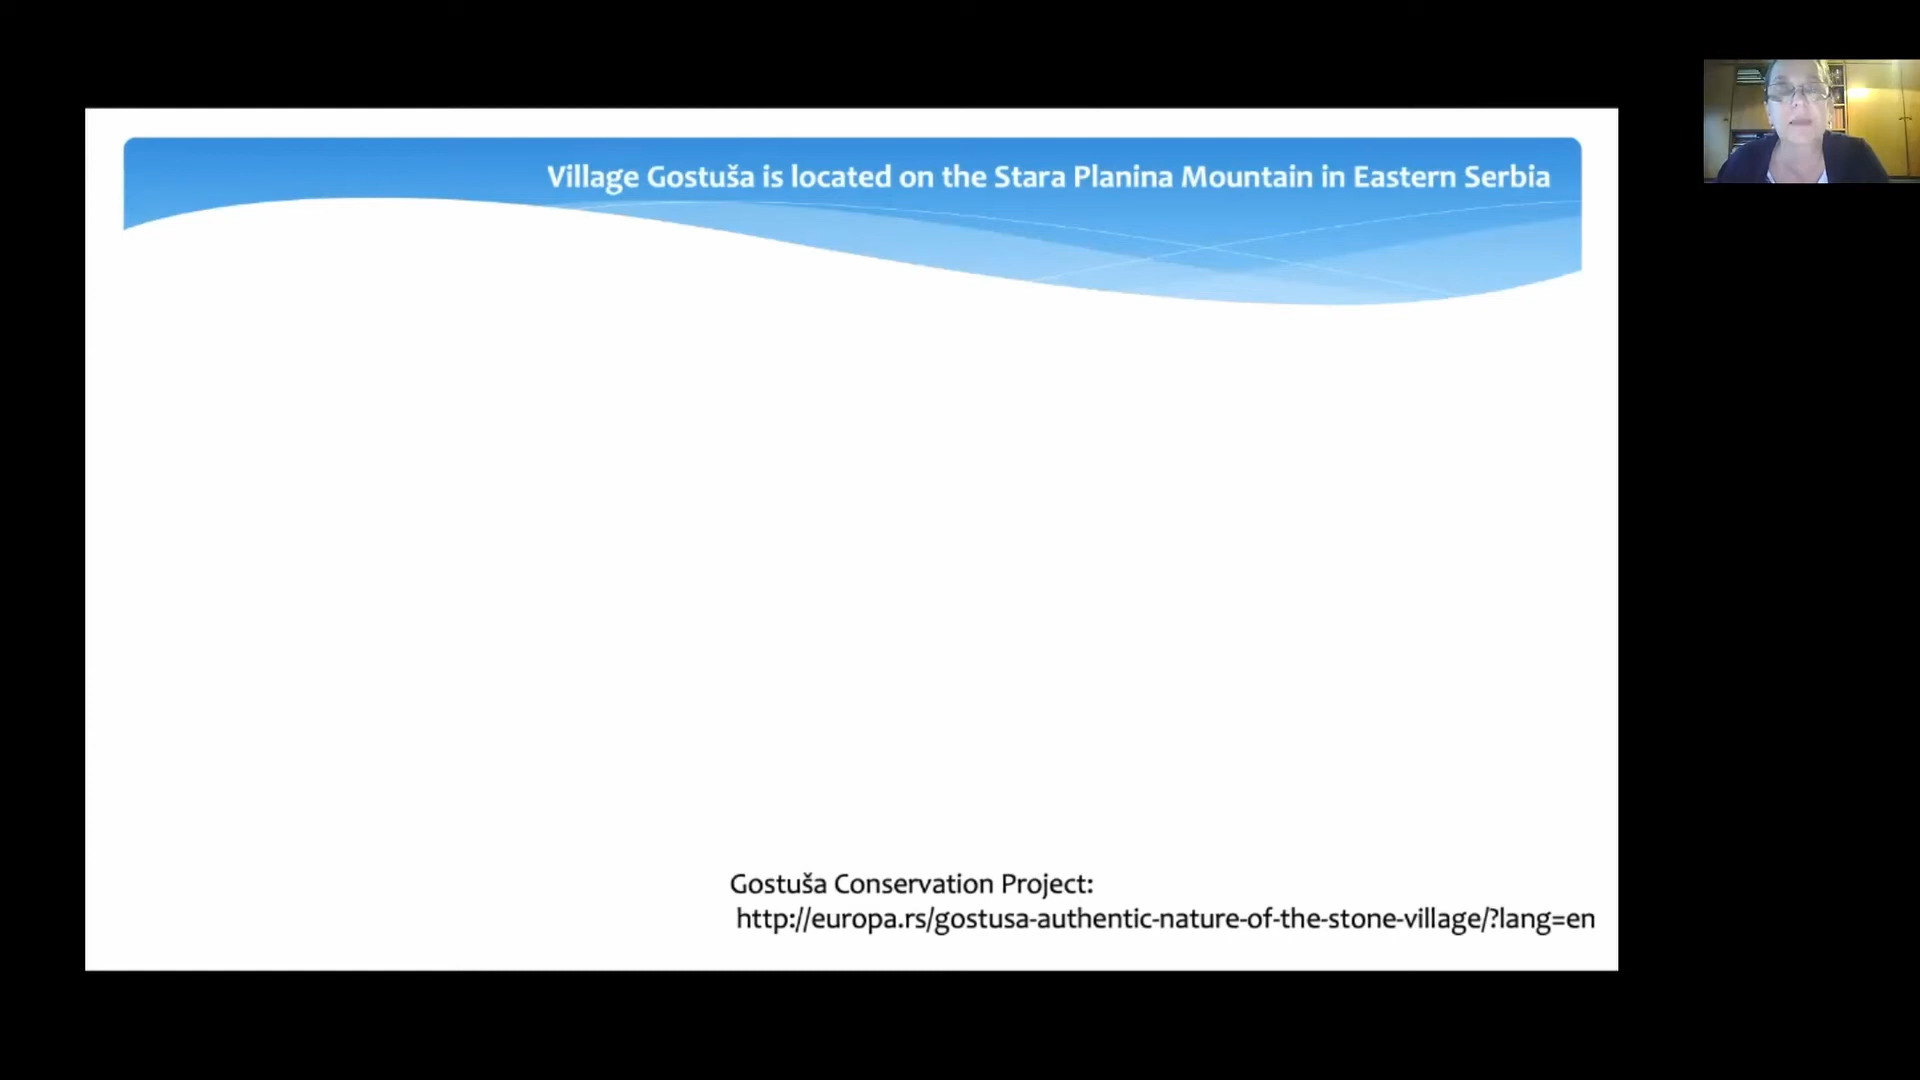 Village Gostuša is located on the Stara Planina Mountain in Eastern Serbia
Gostuša Conservation Project:
http://europa.rs/gostusa-authentic-nature-of-the-stone-village/?lang=en